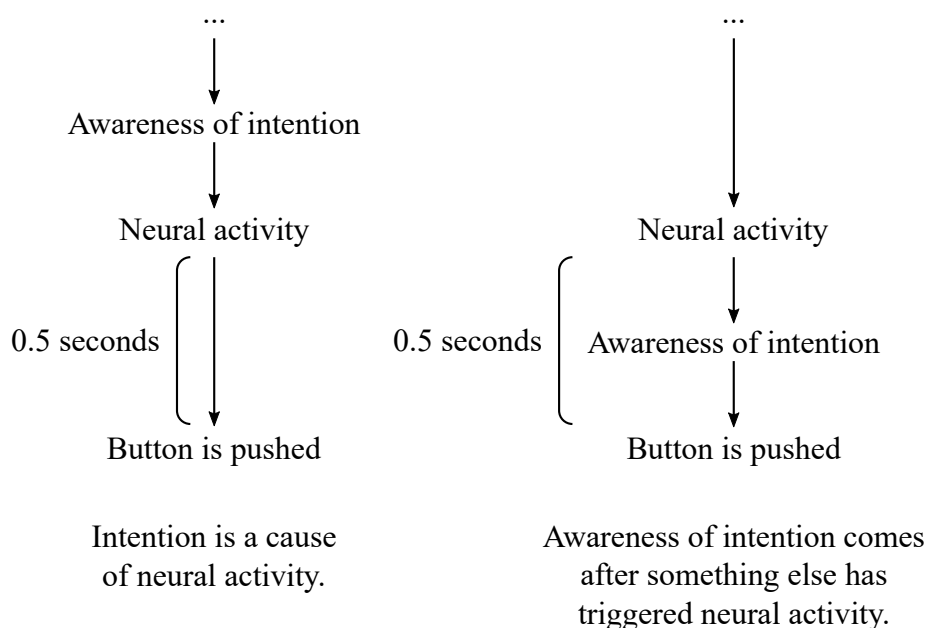 ...
Awareness of intention
Neural activity
0.5 seconds
Button is pushed
Intention is a cause
of neural activity.
...
Neural activity
0.5 seconds
Awareness of intention
Button is pushed
Awareness of intention comes
after something else has
triggered neural activity.